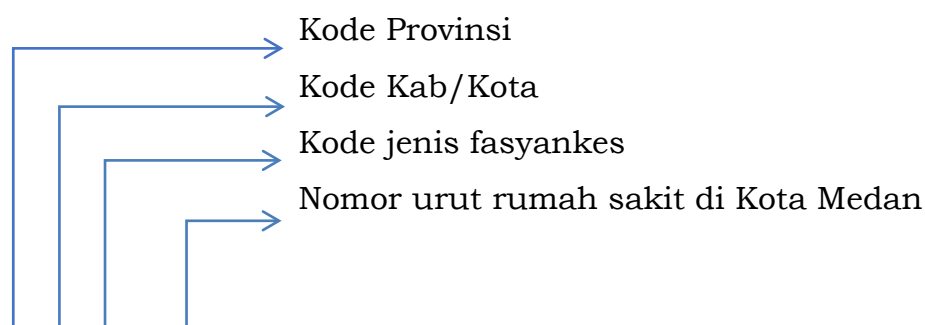 Kode Provinsi
Kode Kab/Kota
Kode jenis fasyankes
Nomor urut rumah sakit di Kota Medan